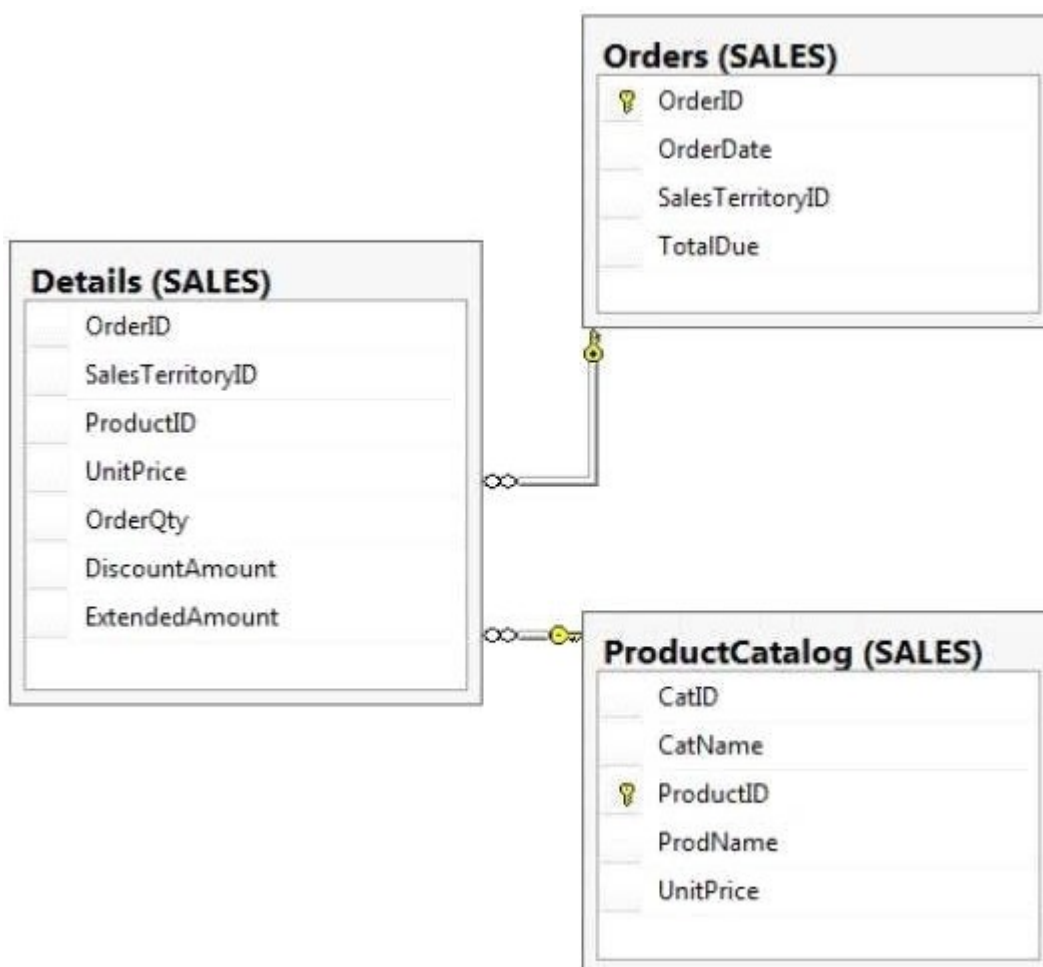 Orders (SALES)
OrderID
OrderDate
SalesTerritoryID
TotalDue
Details (SALES)
OrderID
SalesTerritoryID
ProductID
UnitPrice
OrderQty
DiscountAmount
ExtendedAmount
ProductCatalog (SALES)
CatID
CatName
ProductID
ProdName
UnitPrice